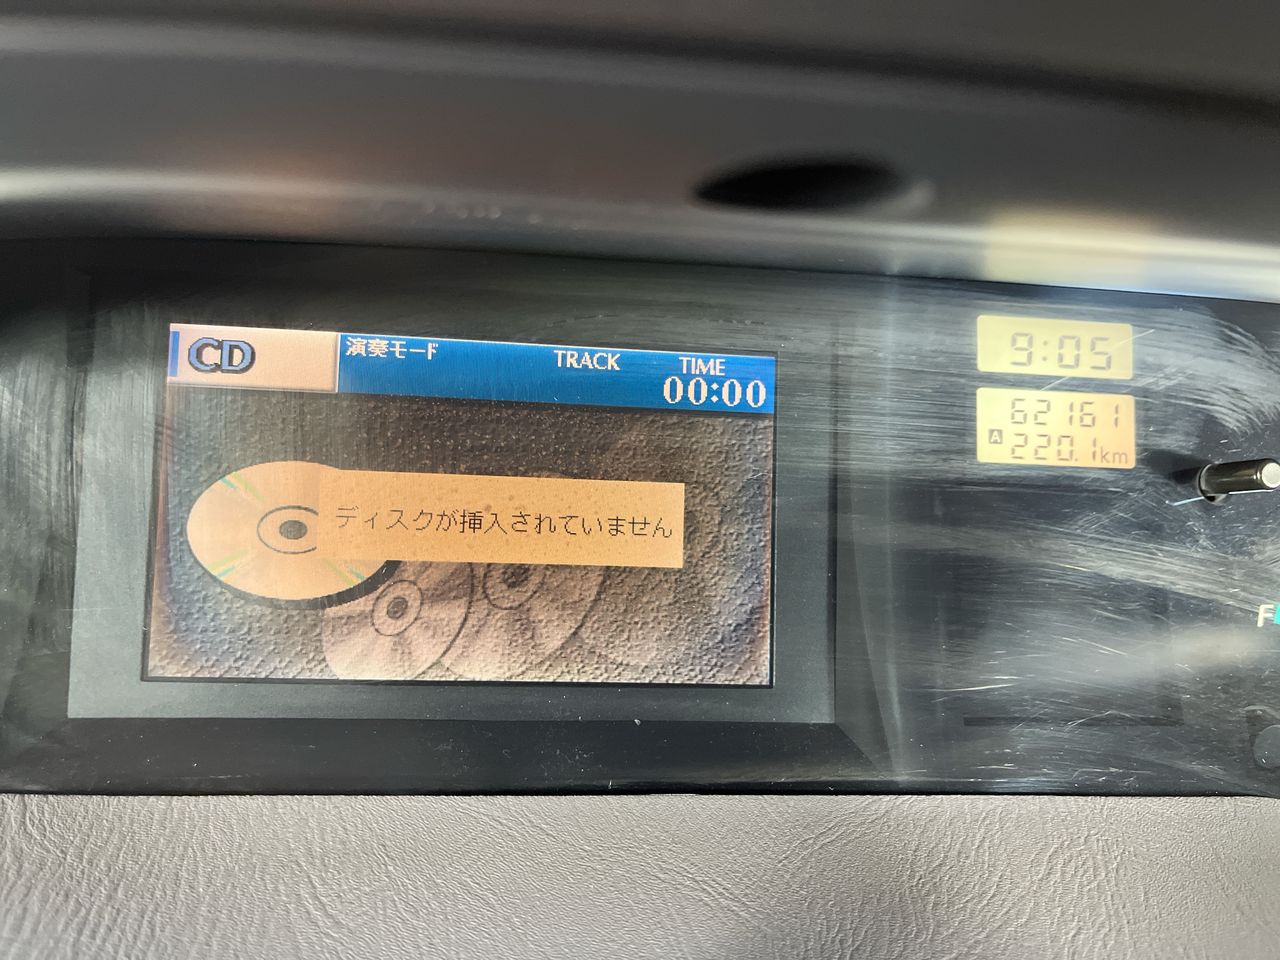 CD
演奏モード
TRACK
TIME
00:00
ディスクが挿入されていません
9:05
62161
A 220.1km
F